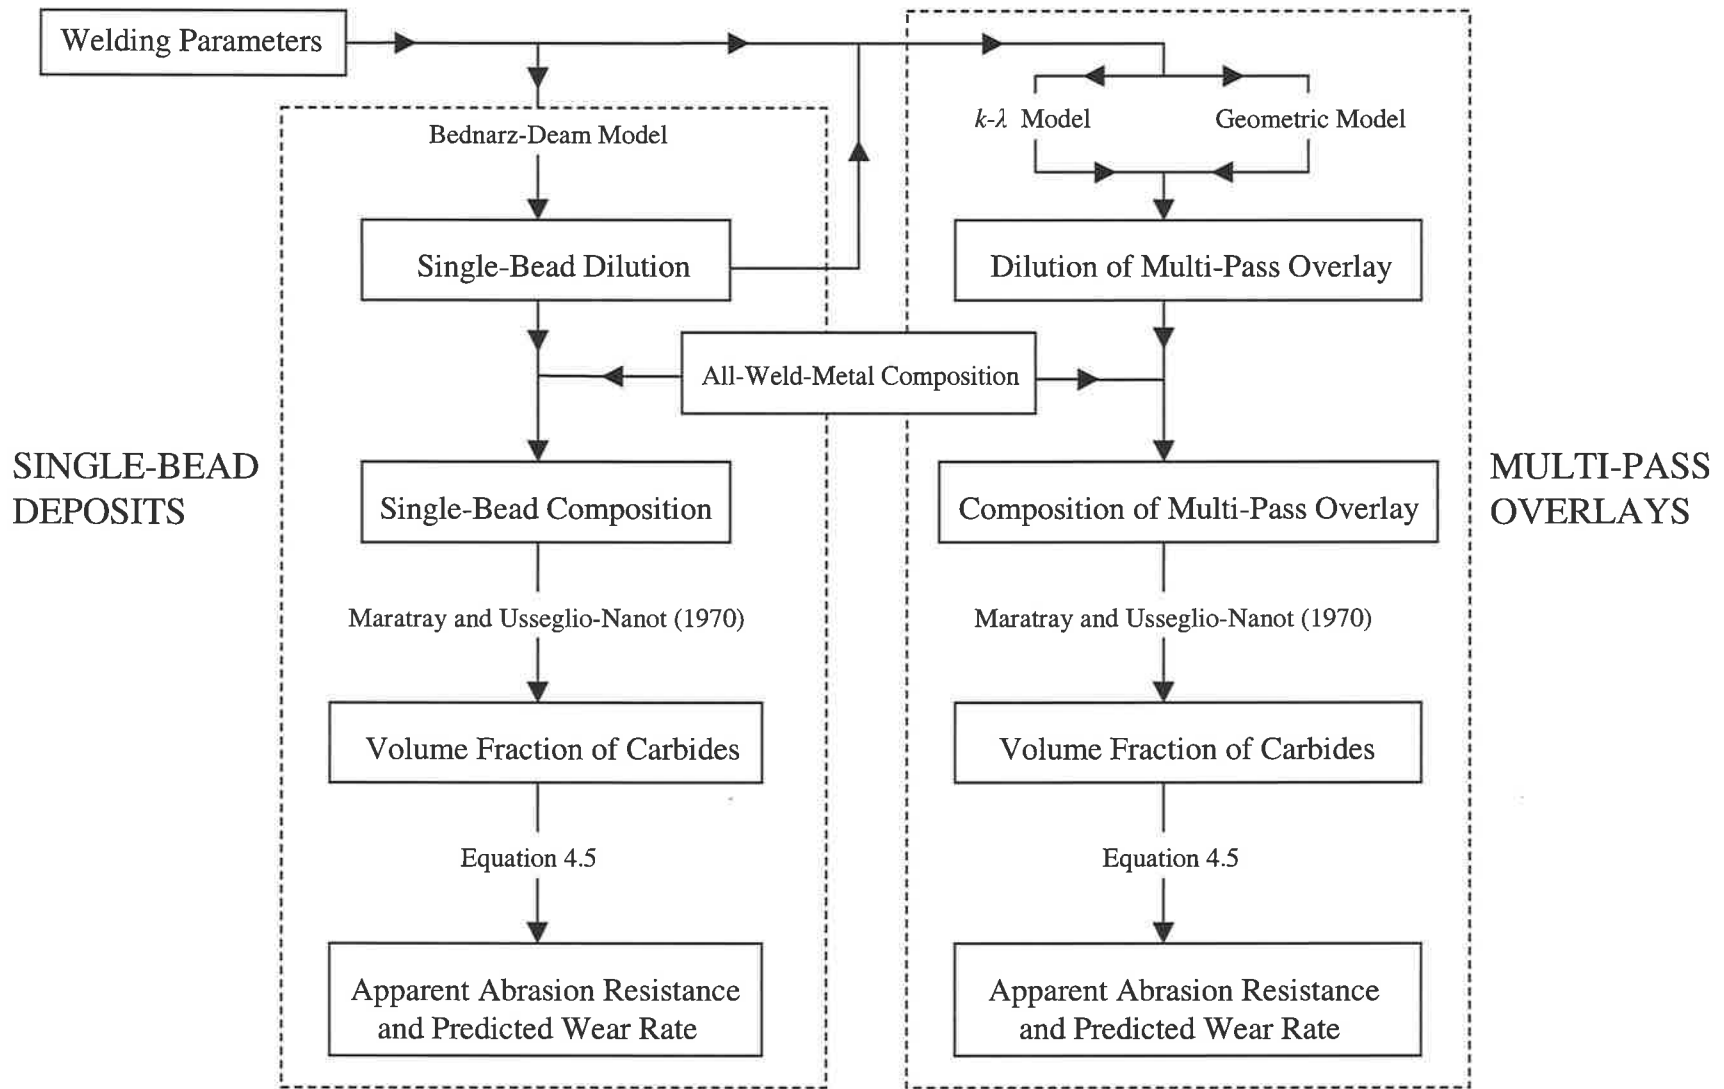 Welding Parameters
Bednarz-Deam Model
k-λ Model
Geometric Model
Single-Bead Dilution
Dilution of Multi-Pass Overlay
All-Weld-Metal Composition
SINGLE-BEAD
DEPOSITS
Single-Bead Composition
Composition of Multi-Pass Overlay
MULTI-PASS
OVERLAYS
Maratray and Usseglio-Nanot (1970)
Maratray and Usseglio-Nanot (1970)
Volume Fraction of Carbides
Volume Fraction of Carbides
Equation 4.5
Equation 4.5
Apparent Abrasion Resistance
and Predicted Wear Rate
Apparent Abrasion Resistance
and Predicted Wear Rate